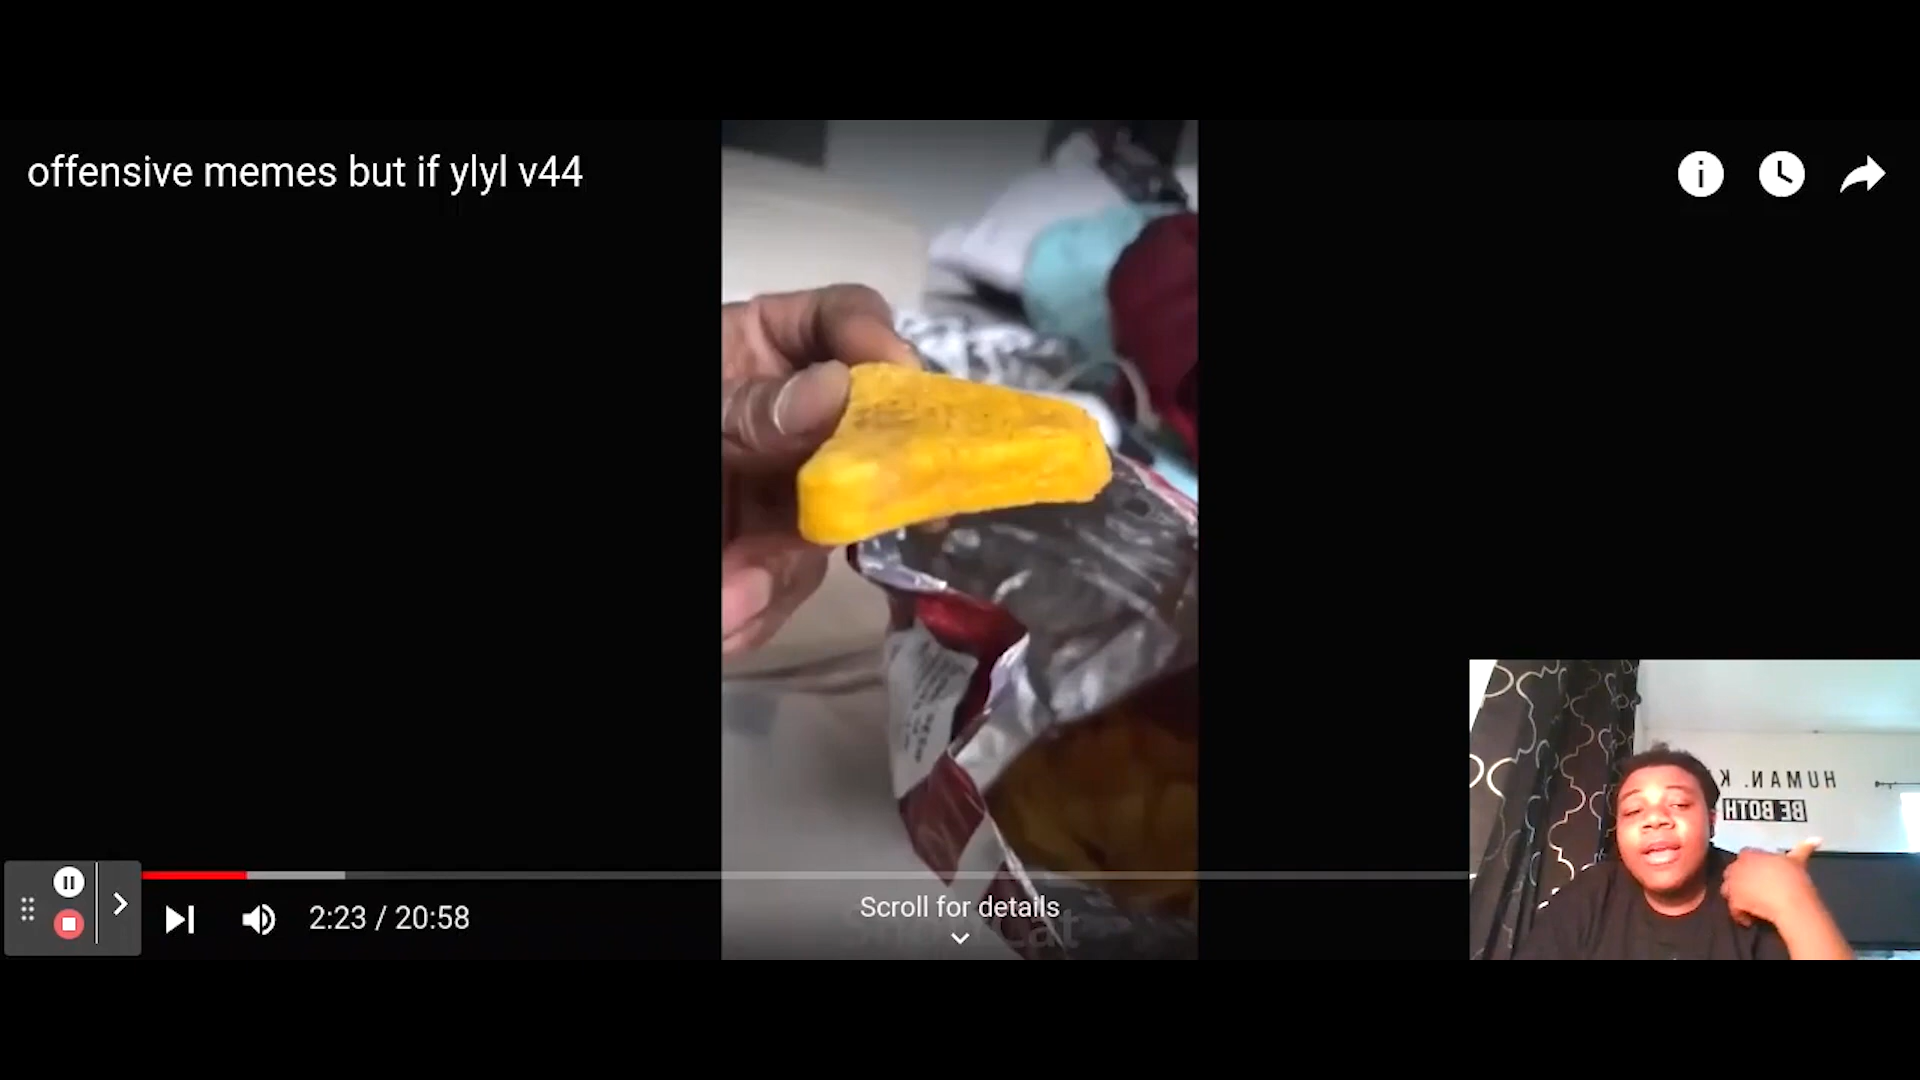 offensive memes but if ylyl v44
HUMAN. K
BE BOTH
2:23 / 20:58
Scroll for details